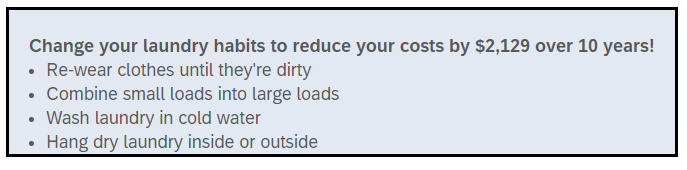 Change your laundry habits to reduce your costs by $2,129 over 10 years!
• Re-wear clothes until they're dirty
• Combine small loads into large loads
• Wash laundry in cold water
• Hang dry laundry inside or outside